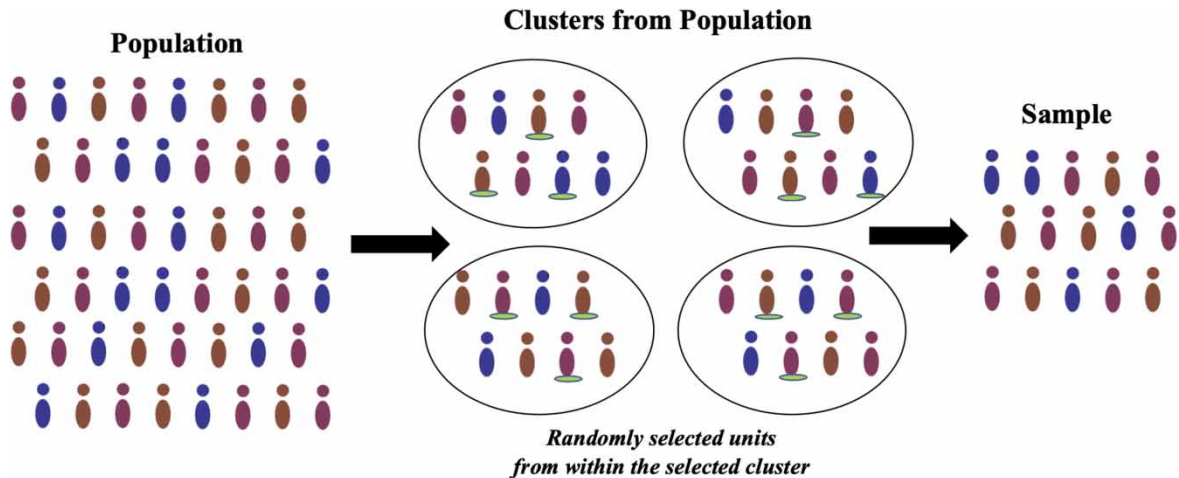 Clusters from Population
Population
Sample
Randomly selected units
from within the selected cluster